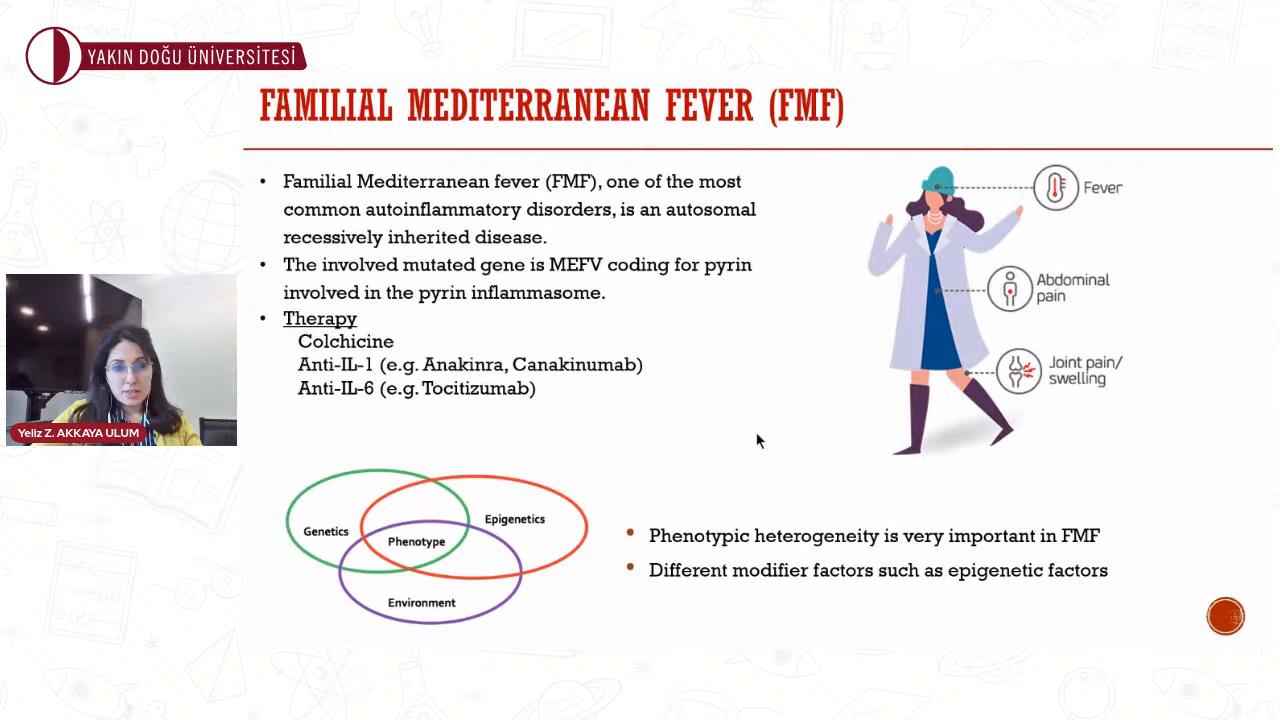 YAKIN DOĞU ÜNİVERSİTESİ
FAMILIAL MEDITERRANEAN FEVER (FMF)
• Familial Mediterranean fever (FMF), one of the most
common autoinflammatory disorders, is an autosomal
recessively inherited disease.
• The involved mutated gene is MEFV coding for pyrin
involved in the pyrin inflammasome.
• Therapy
Colchicine
Anti-IL-1 (e.g. Anakinra, Canakinumab)
Anti-IL-6 (e.g. Tocitizumab)
Fever
Abdominal
pain
Joint pain/
swelling
Yeliz Z. AKKAYA ULUM
Genetics
Epigenetics
Phenotype
Environment
• Phenotypic heterogeneity is very important in FMF
• Different modifier factors such as epigenetic factors